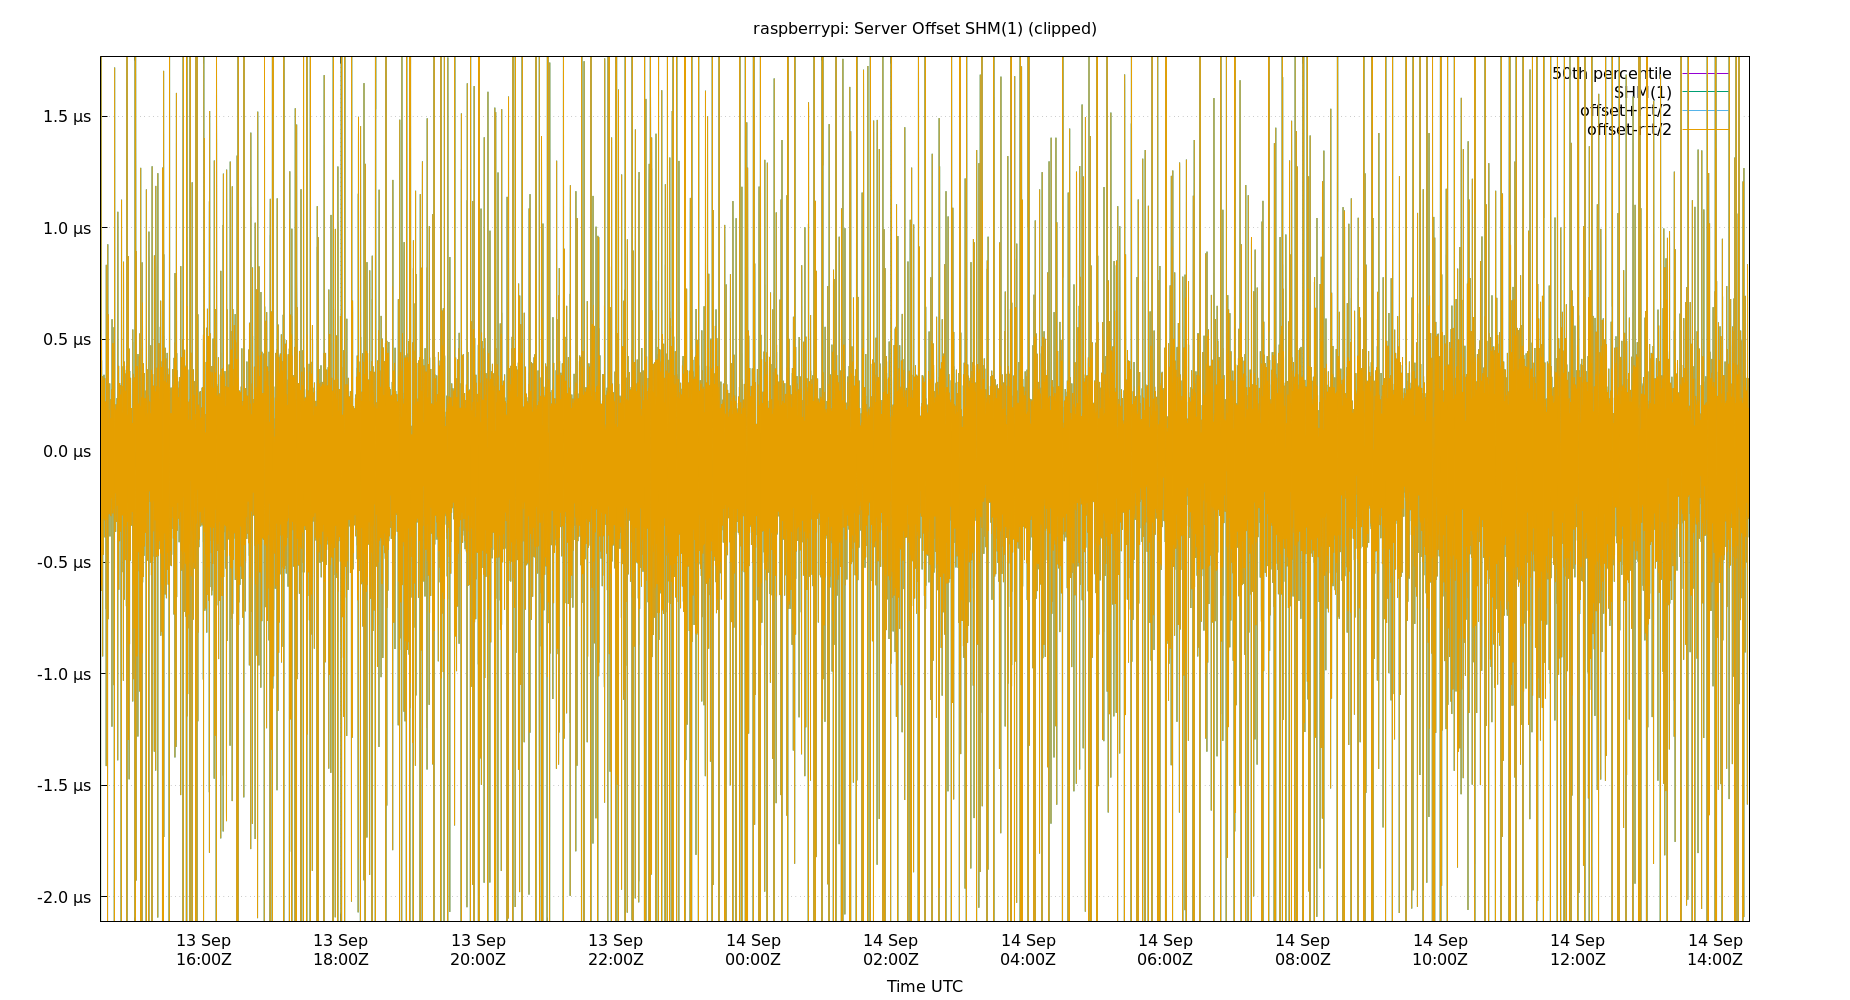 raspberrypi: Server Offset SHM(1) (clipped)
50th percentile
SHM(1)
offset+rtt/2
offset-rtt/2
1.5 µs
1.0 µs
0.5 µs
0.0 µs
-0.5 µs
-1.0 µs
-1.5 µs
-2.0 µs
13 Sep 13 Sep 13 Sep 13 Sep 14 Sep 14 Sep 14 Sep 14 Sep 14 Sep 14 Sep 14 Sep 14 Sep
16:00Z 18:00Z 20:00Z 22:00Z 00:00Z 02:00Z 04:00Z 06:00Z 08:00Z 10:00Z 12:00Z 14:00Z
Time UTC